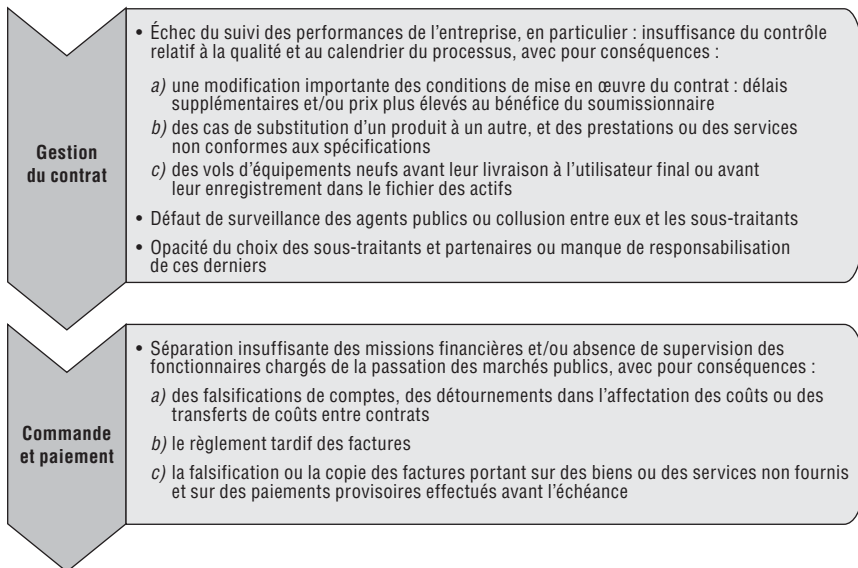 Gestion
du contrat
• Échec du suivi des performances de l’entreprise, en particulier : insuffisance du contrôle
relatif à la qualité et au calendrier du processus, avec pour conséquences :
a) une modification importante des conditions de mise en œuvre du contrat : délais
supplémentaires et/ou prix plus élevés au bénéfice du soumissionnaire
b) des cas de substitution d’un produit à un autre, et des prestations ou des services
non conformes aux spécifications
c) des vols d’équipements neufs avant leur livraison à l’utilisateur final ou avant
leur enregistrement dans le fichier des actifs
• Défaut de surveillance des agents publics ou collusion entre eux et les sous-traitants
• Opacité du choix des sous-traitants et partenaires ou manque de responsabilisation
de ces derniers
Commande
et paiement
• Séparation insuffisante des missions financières et/ou absence de supervision des
fonctionnaires chargés de la passation des marchés publics, avec pour conséquences :
a) des falsifications de comptes, des détournements dans l’affectation des coûts ou des
transferts de coûts entre contrats
b) le règlement tardif des factures
c) la falsification ou la copie des factures portant sur des biens ou des services non fournis
et sur des paiements provisoires effectués avant l’échéance